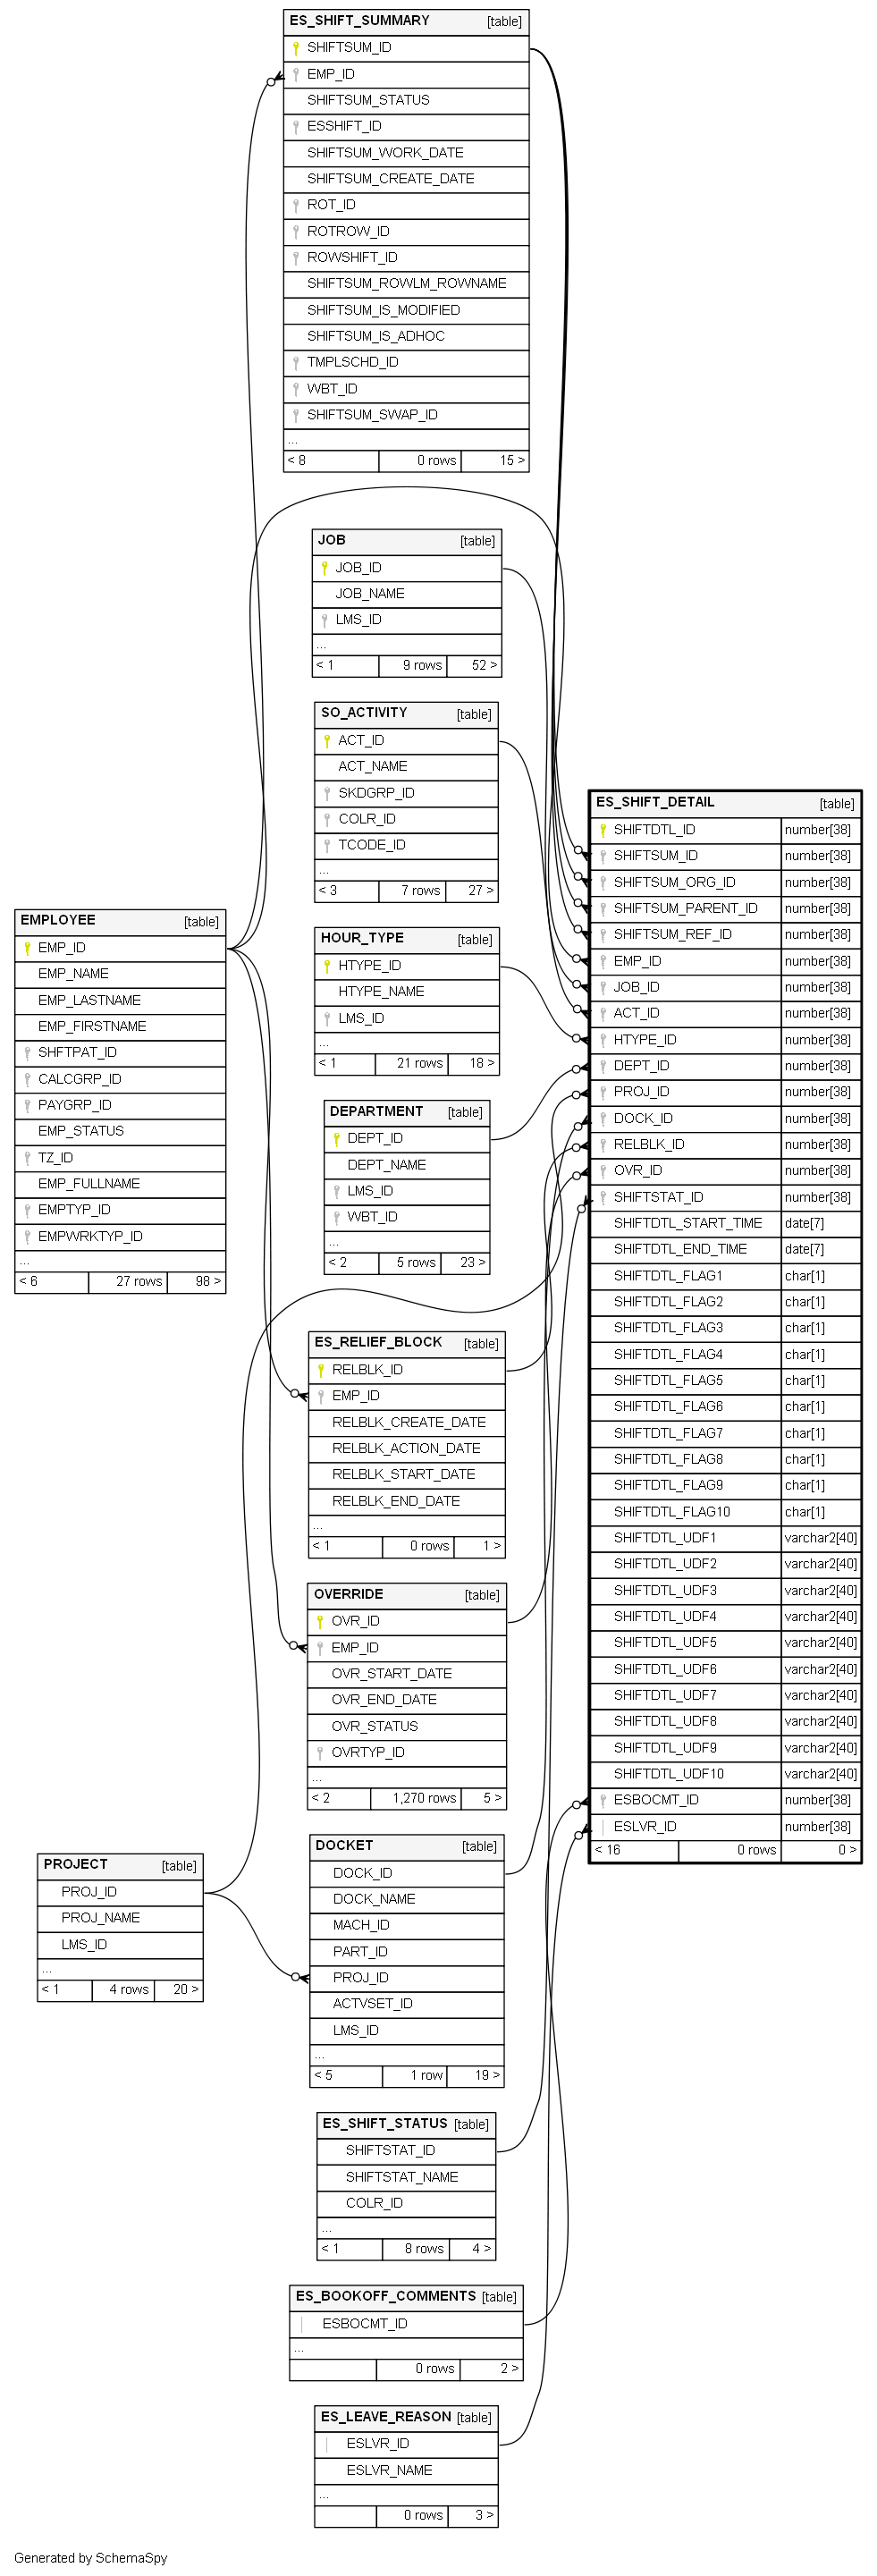 ES_SHIFT_SUMMARY [table]
SHIFTSUM_ID
EMP_ID
SHIFTSUM_STATUS
ESSHIFT_ID
SHIFTSUM_WORK_DATE
SHIFTSUM_CREATE_DATE
ROT_ID
ROTROW_ID
ROWSHIFT_ID
SHIFTSUM_ROWLM_ROWNAME
SHIFTSUM_IS_MODIFIED
SHIFTSUM_IS_ADHOC
TMPLSCHD_ID
WBT_ID
SHIFTSUM_SWAP_ID
...
< 8 0 rows 15 >
JOB [table]
JOB_ID
JOB_NAME
LMS_ID
...
< 1 9 rows 52 >
SO_ACTIVITY [table]
ACT_ID
ACT_NAME
SKDGRP_ID
COLR_ID
TCODE_ID
...
< 3 7 rows 27 >
HOUR_TYPE [table]
HTYPE_ID
HTYPE_NAME
LMS_ID
...
< 1 21 rows 18 >
DEPARTMENT [table]
DEPT_ID
DEPT_NAME
LMS_ID
WBT_ID
...
< 2 5 rows 23 >
EMPLOYEE [table]
EMP_ID
EMP_NAME
EMP_LASTNAME
EMP_FIRSTNAME
SHFTPAT_ID
CALCGRP_ID
PAYGRP_ID
EMP_STATUS
TZ_ID
EMP_FULLNAME
EMPTYP_ID
EMPWRKTYP_ID
...
< 6 27 rows 98 >
ES_RELIEF_BLOCK [table]
RELBLK_ID
EMP_ID
RELBLK_CREATE_DATE
RELBLK_ACTION_DATE
RELBLK_START_DATE
RELBLK_END_DATE
...
< 1 0 rows 1 >
OVERRIDE [table]
OVR_ID
EMP_ID
OVR_START_DATE
OVR_END_DATE
OVR_STATUS
OVRTYP_ID
...
< 2 1,270 rows 5 >
PROJECT [table]
PROJ_ID
PROJ_NAME
LMS_ID
...
< 1 4 rows 20 >
DOCKET [table]
DOCK_ID
DOCK_NAME
MACH_ID
PART_ID
PROJ_ID
ACTVSET_ID
LMS_ID
...
< 5 1 row 19 >
ES_SHIFT_STATUS [table]
SHIFTSTAT_ID
SHIFTSTAT_NAME
COLR_ID
...
< 1 8 rows 4 >
ES_BOOKOFF_COMMENTS [table]
ESBOCMT_ID
...
0 rows 2 >
ES_LEAVE_REASON [table]
ESLVR_ID
ESLVR_NAME
...
0 rows 3 >
ES_SHIFT_DETAIL [table]
SHIFTDTL_ID number[38]
SHIFTSUM_ID number[38]
SHIFTSUM_ORG_ID number[38]
SHIFTSUM_PARENT_ID number[38]
SHIFTSUM_REF_ID number[38]
EMP_ID number[38]
JOB_ID number[38]
ACT_ID number[38]
HTYPE_ID number[38]
DEPT_ID number[38]
PROJ_ID number[38]
DOCK_ID number[38]
RELBLK_ID number[38]
OVR_ID number[38]
SHIFTSTAT_ID number[38]
SHIFTDTL_START_TIME date[7]
SHIFTDTL_END_TIME date[7]
SHIFTDTL_FLAG1 char[1]
SHIFTDTL_FLAG2 char[1]
SHIFTDTL_FLAG3 char[1]
SHIFTDTL_FLAG4 char[1]
SHIFTDTL_FLAG5 char[1]
SHIFTDTL_FLAG6 char[1]
SHIFTDTL_FLAG7 char[1]
SHIFTDTL_FLAG8 char[1]
SHIFTDTL_FLAG9 char[1]
SHIFTDTL_FLAG10 char[1]
SHIFTDTL_UDF1 varchar2[40]
SHIFTDTL_UDF2 varchar2[40]
SHIFTDTL_UDF3 varchar2[40]
SHIFTDTL_UDF4 varchar2[40]
SHIFTDTL_UDF5 varchar2[40]
SHIFTDTL_UDF6 varchar2[40]
SHIFTDTL_UDF7 varchar2[40]
SHIFTDTL_UDF8 varchar2[40]
SHIFTDTL_UDF9 varchar2[40]
SHIFTDTL_UDF10 varchar2[40]
ESBOCMT_ID number[38]
ESLVR_ID number[38]
< 16 0 rows 0 >
Generated by SchemaSpy